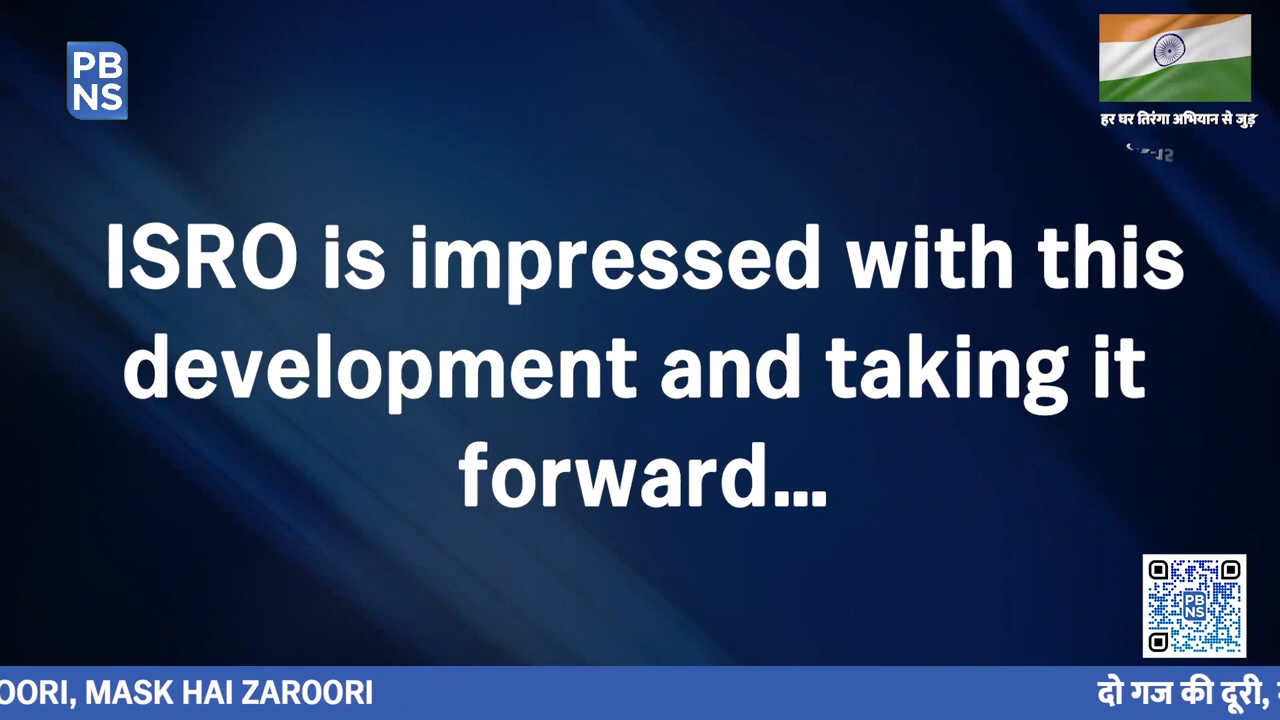 PB
NS
हर घर तिरंगा अभियान से जुड़
ISRO is impressed with this
development and taking it
forward...
PB
NS
OORI, MASK HAI ZAROORI
दो गज की दूरी,